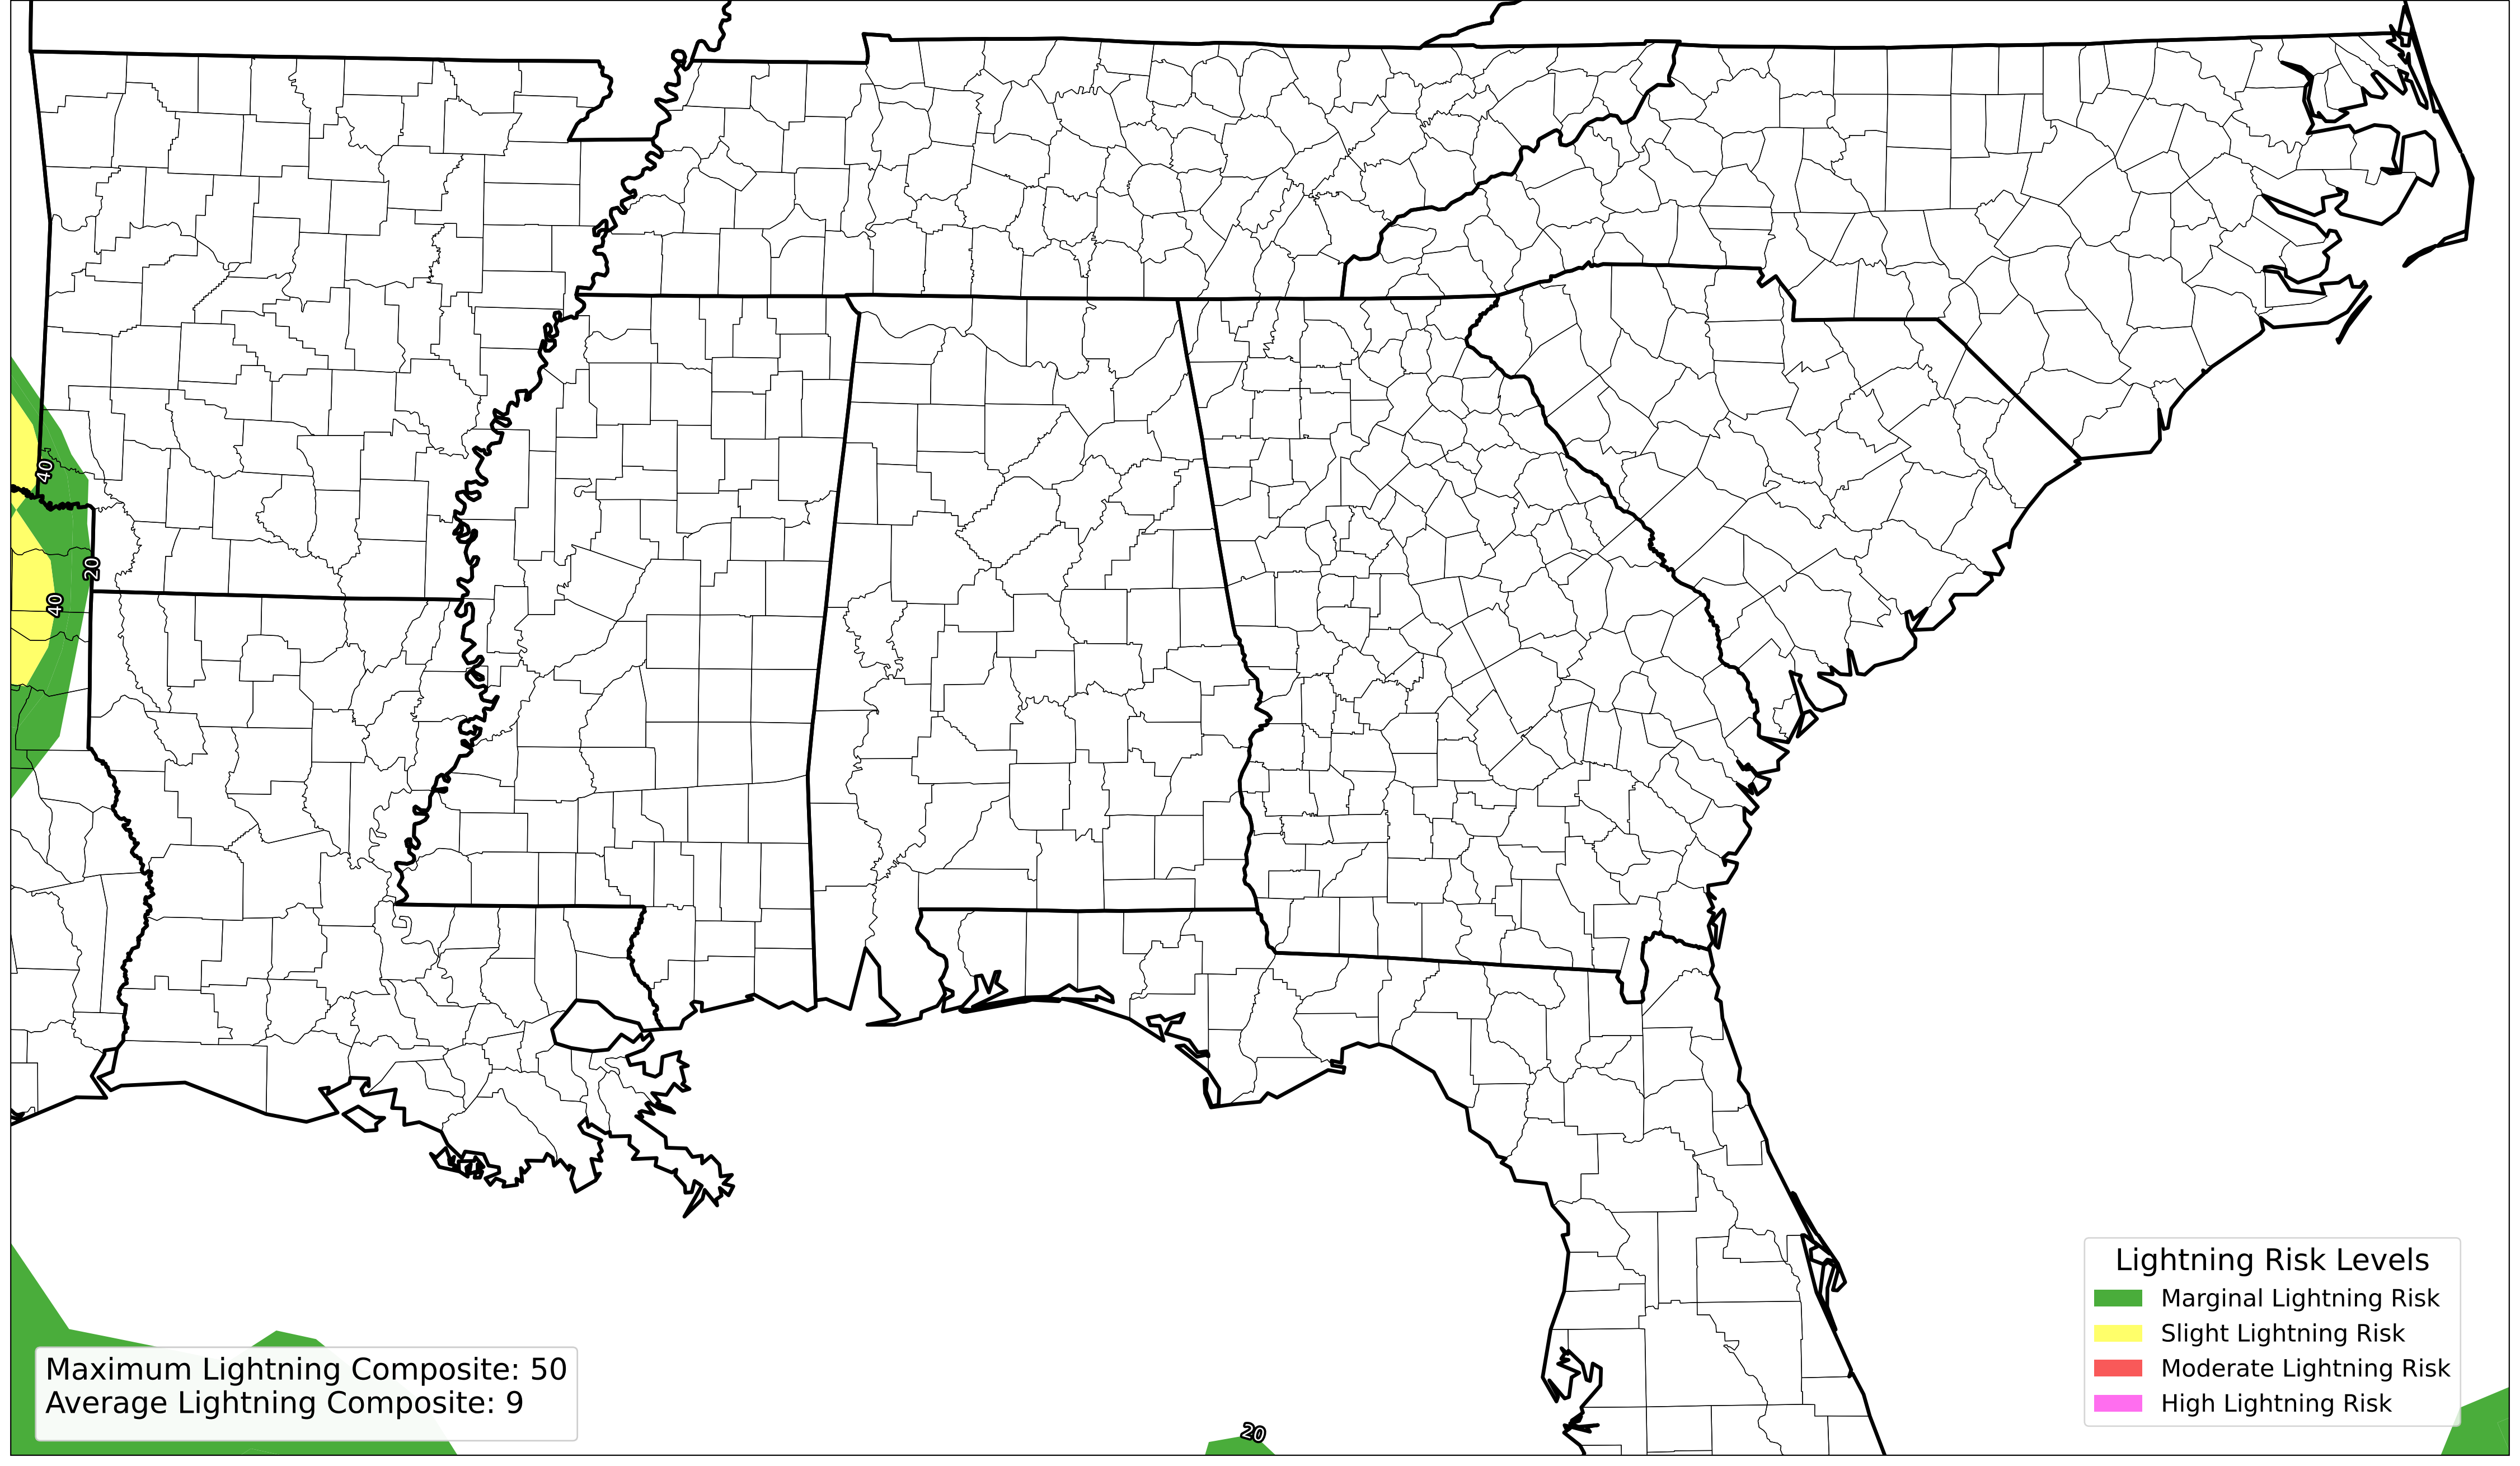 40
20
40
Lightning Risk Levels
Marginal Lightning Risk
Slight Lightning Risk
Moderate Lightning Risk
High Lightning Risk
Maximum Lightning Composite: 50
Average Lightning Composite: 9
20